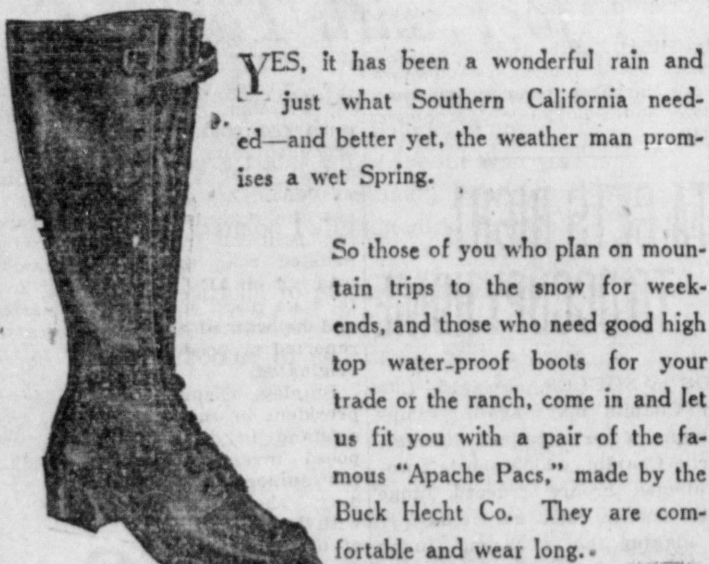 YES, it has been a wonderful rain and
just what Southern California need-
ed—and better yet, the weather man prom-
ises a wet Spring.
So those of you who plan on moun-
tain trips to the snow for week-
ends, and those who need good high
top water-proof boots for your
trade or the ranch, come in and let
us fit you with a pair of the fa-
mous "Apache Pacs," made by the
Buck Hecht Co. They are com-
fortable and wear long.